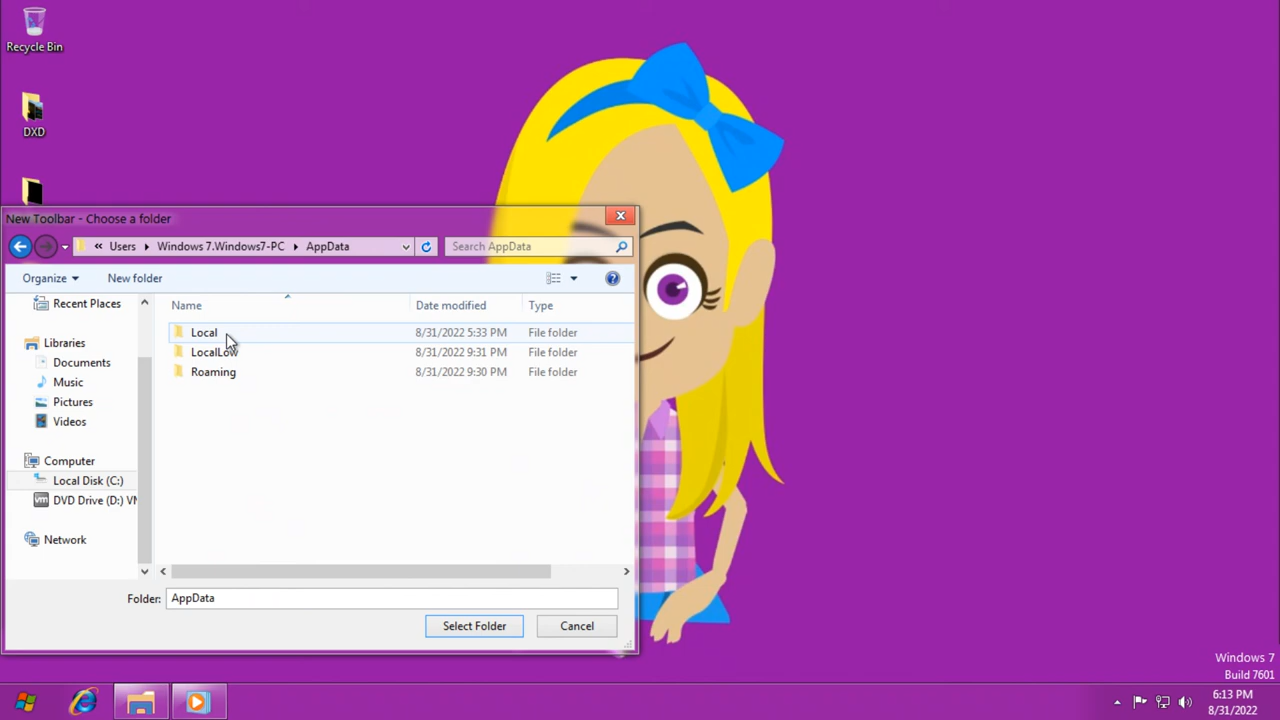 Recycle Bin
DXD
New Toolbar - Choose a folder
« Users Windows 7.Windows7-PC AppData
Search AppData
Organize
New folder
Name
Date modified
Type
Recent Places
Libraries
Documents
Music
Pictures
Videos
Computer
Local Disk (C:)
DVD Drive (D:) VM
Network
Local 8/31/2022 5:33 PM File folder
LocalLow 8/31/2022 9:31 PM File folder
Roaming 8/31/2022 9:30 PM File folder
Folder: AppData
Select Folder
Cancel
Windows 7
Build 7601
6:13 PM
8/31/2022